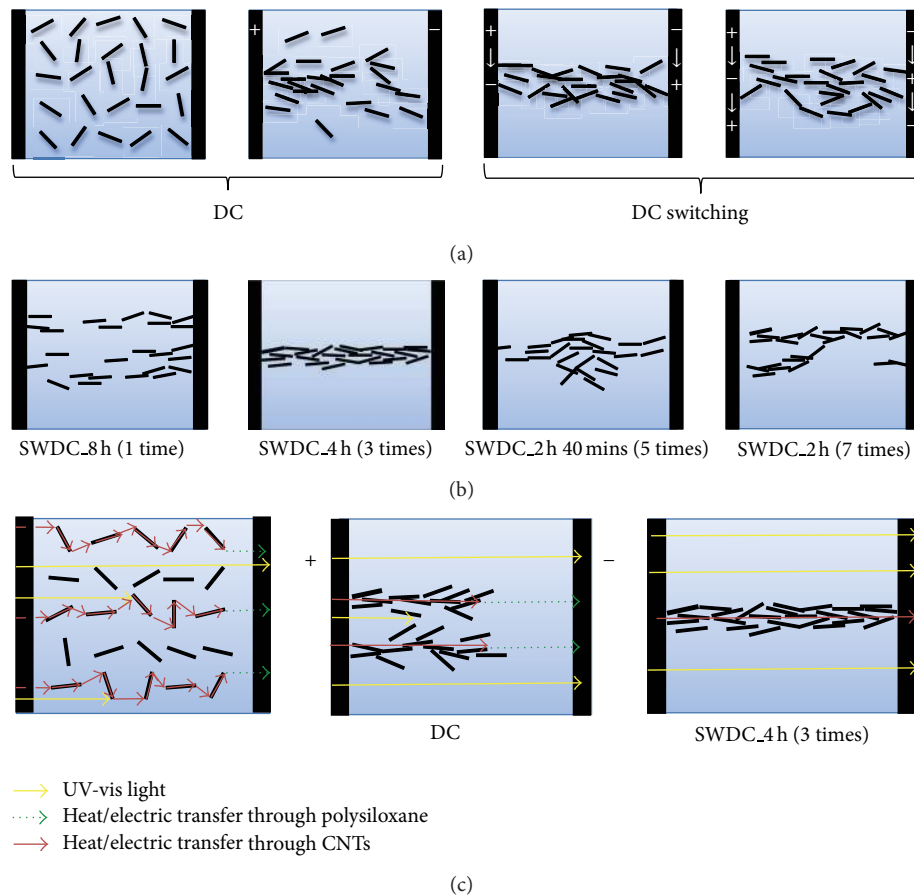 + −
+ −
− +
+ −
− +
+ −
DC
DC switching
(a)
SWDC_8 h (1 time)
SWDC_4 h (3 times)
SWDC_2 h 40 mins (5 times)
SWDC_2 h (7 times)
(b)
+ −
DC
SWDC_4 h (3 times)
UV-vis light
Heat/electric transfer through polysiloxane
Heat/electric transfer through CNTs
(c)